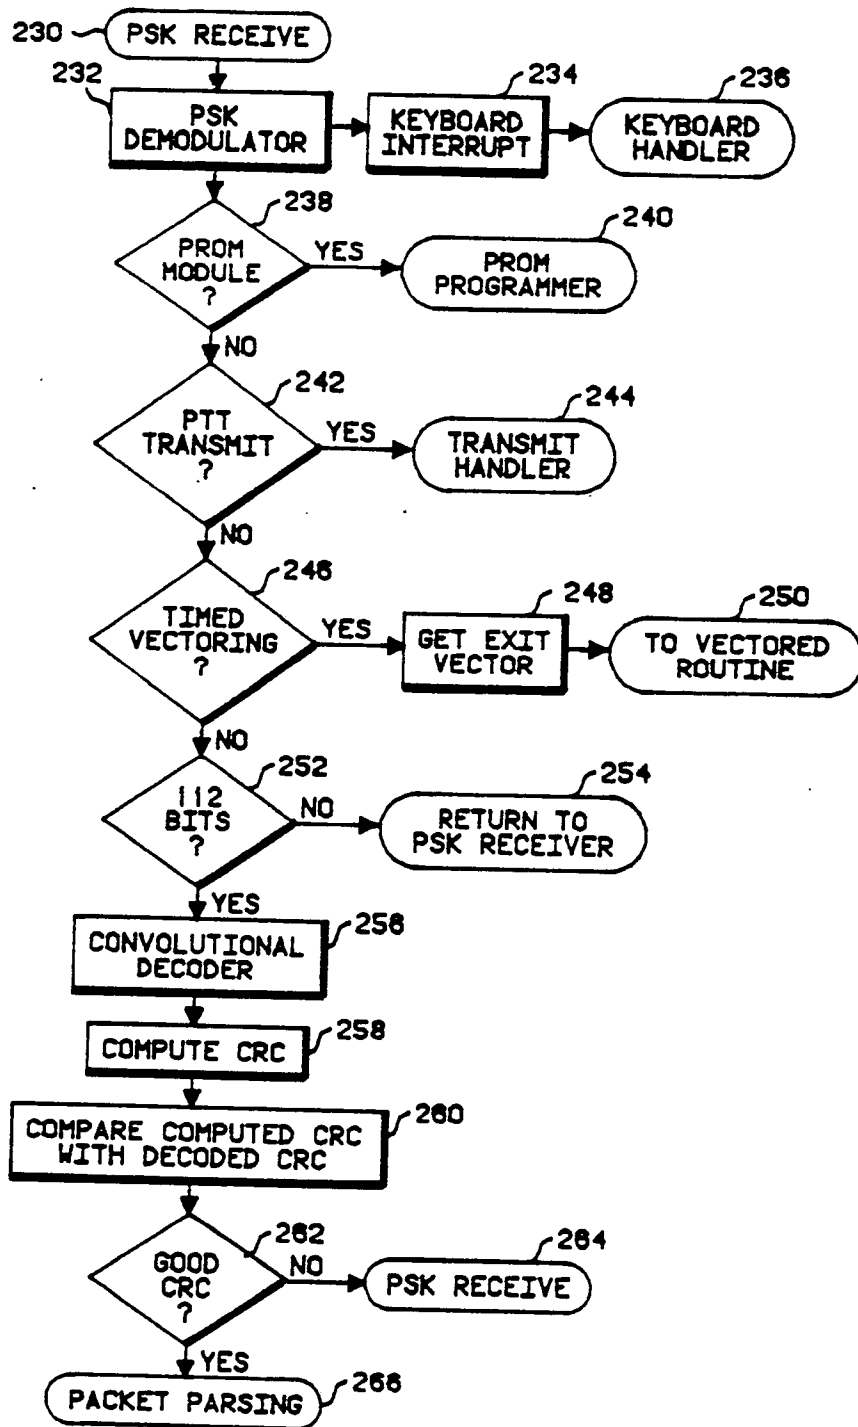 230 PSK RECEIVE
232
PSK
DEMODULATOR
234
KEYBOARD
INTERRUPT
236
KEYBOARD
HANDLER
238
PROM
MODULE
?
YES
240
PROM
PROGRAMMER
NO
242
PTT
TRANSMIT
?
YES
244
TRANSMIT
HANDLER
NO
246
TIMED
VECTORING
?
YES
248
GET EXIT
VECTOR
250
TO VECTORED
ROUTINE
NO
252
112
BITS
?
NO
254
RETURN TO
PSK RECEIVER
YES
256
CONVOLUTIONAL
DECODER
258
COMPUTE CRC
260
COMPARE COMPUTED CRC
WITH DECODED CRC
262
GOOD
CRC
?
NO
264
PSK RECEIVE
YES
PACKET PARSING
266